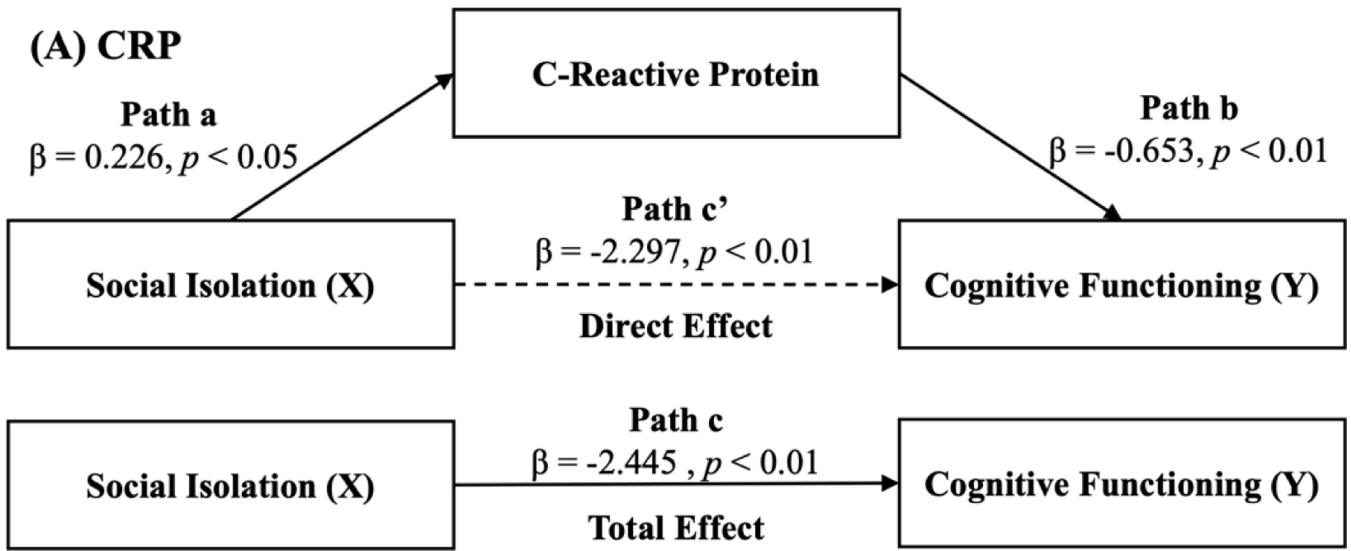 (A) CRP
C-Reactive Protein
Path a
β = 0.226, p < 0.05
Path b
β = -0.653, p < 0.01
Social Isolation (X)
Path c’
β = -2.297, p < 0.01
Direct Effect
Cognitive Functioning (Y)
Social Isolation (X)
Path c
β = -2.445 , p < 0.01
Total Effect
Cognitive Functioning (Y)